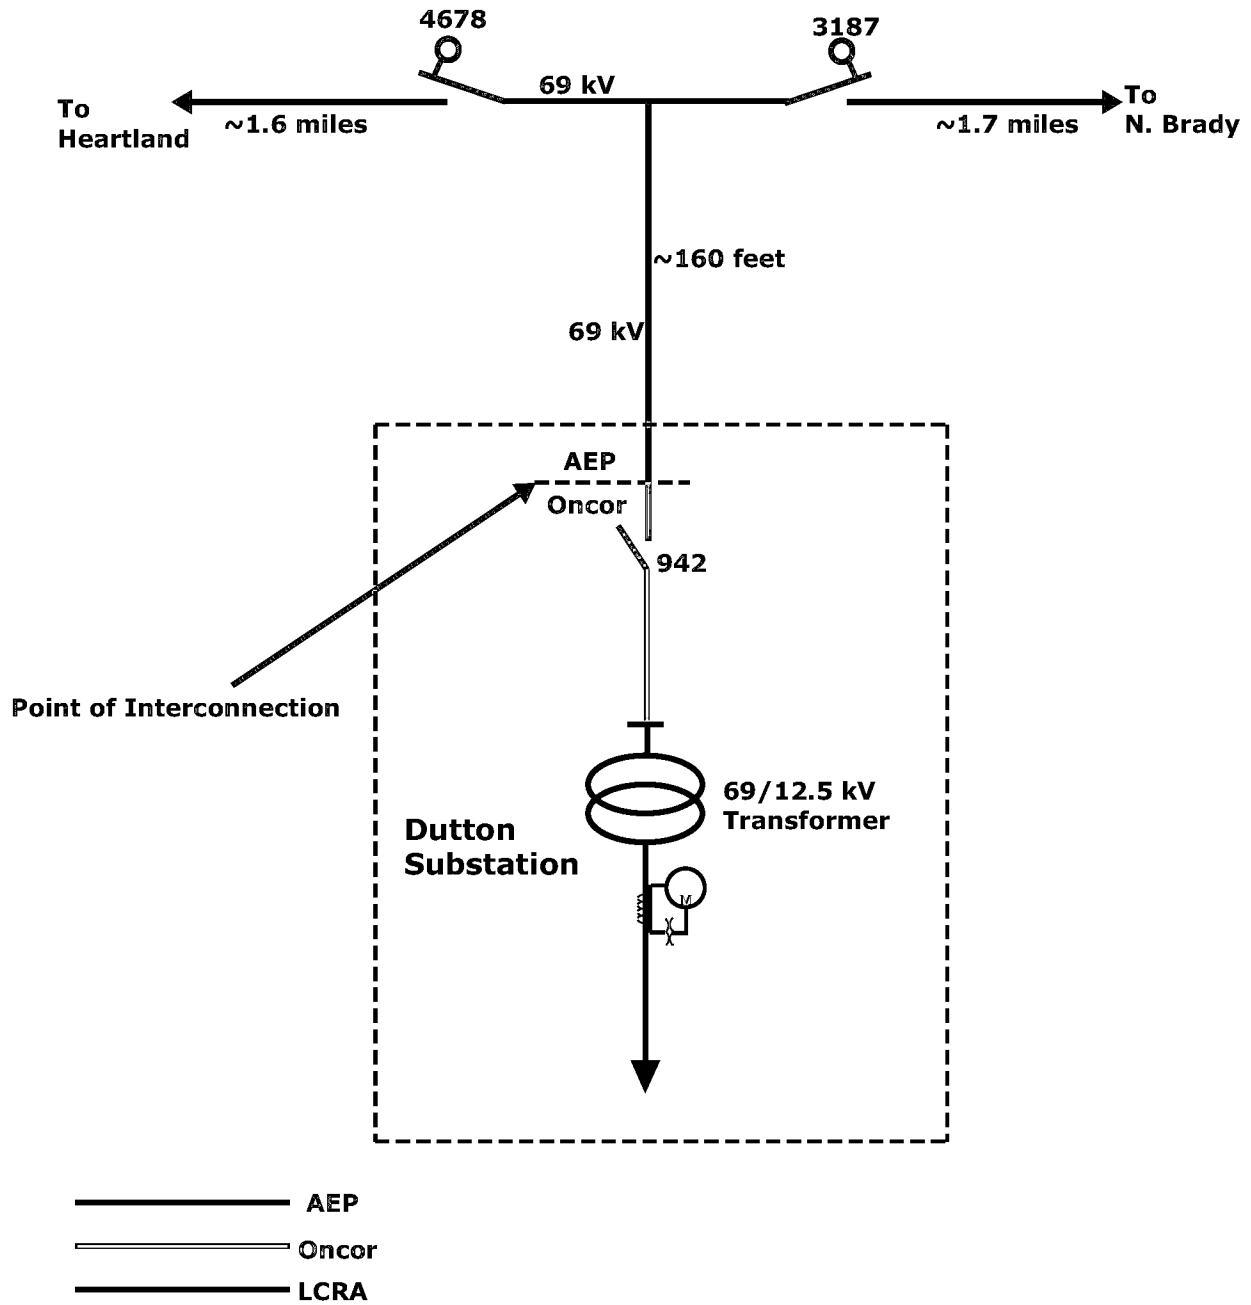 4678
3187
69 kV
To
Heartland
~1.6 miles
~1.7 miles
To
N. Brady
~160 feet
69 kV
AEP
Oncor
942
Point of Interconnection
69/12.5 kV
Transformer
Dutton
Substation
M
AEP
Oncor
LCRA